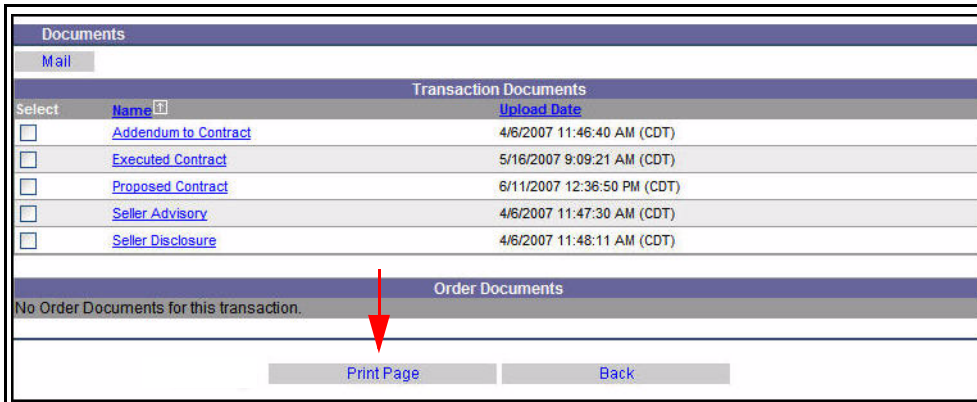 Documents
Mail
Transaction Documents
Select Name Upload Date
Addendum to Contract 4/6/2007 11:46:40 AM (CDT)
Executed Contract 5/16/2007 9:09:21 AM (CDT)
Proposed Contract 6/11/2007 12:36:50 PM (CDT)
Seller Advisory 4/6/2007 11:47:30 AM (CDT)
Seller Disclosure 4/6/2007 11:48:11 AM (CDT)
Order Documents
No Order Documents for this transaction.
Print Page Back